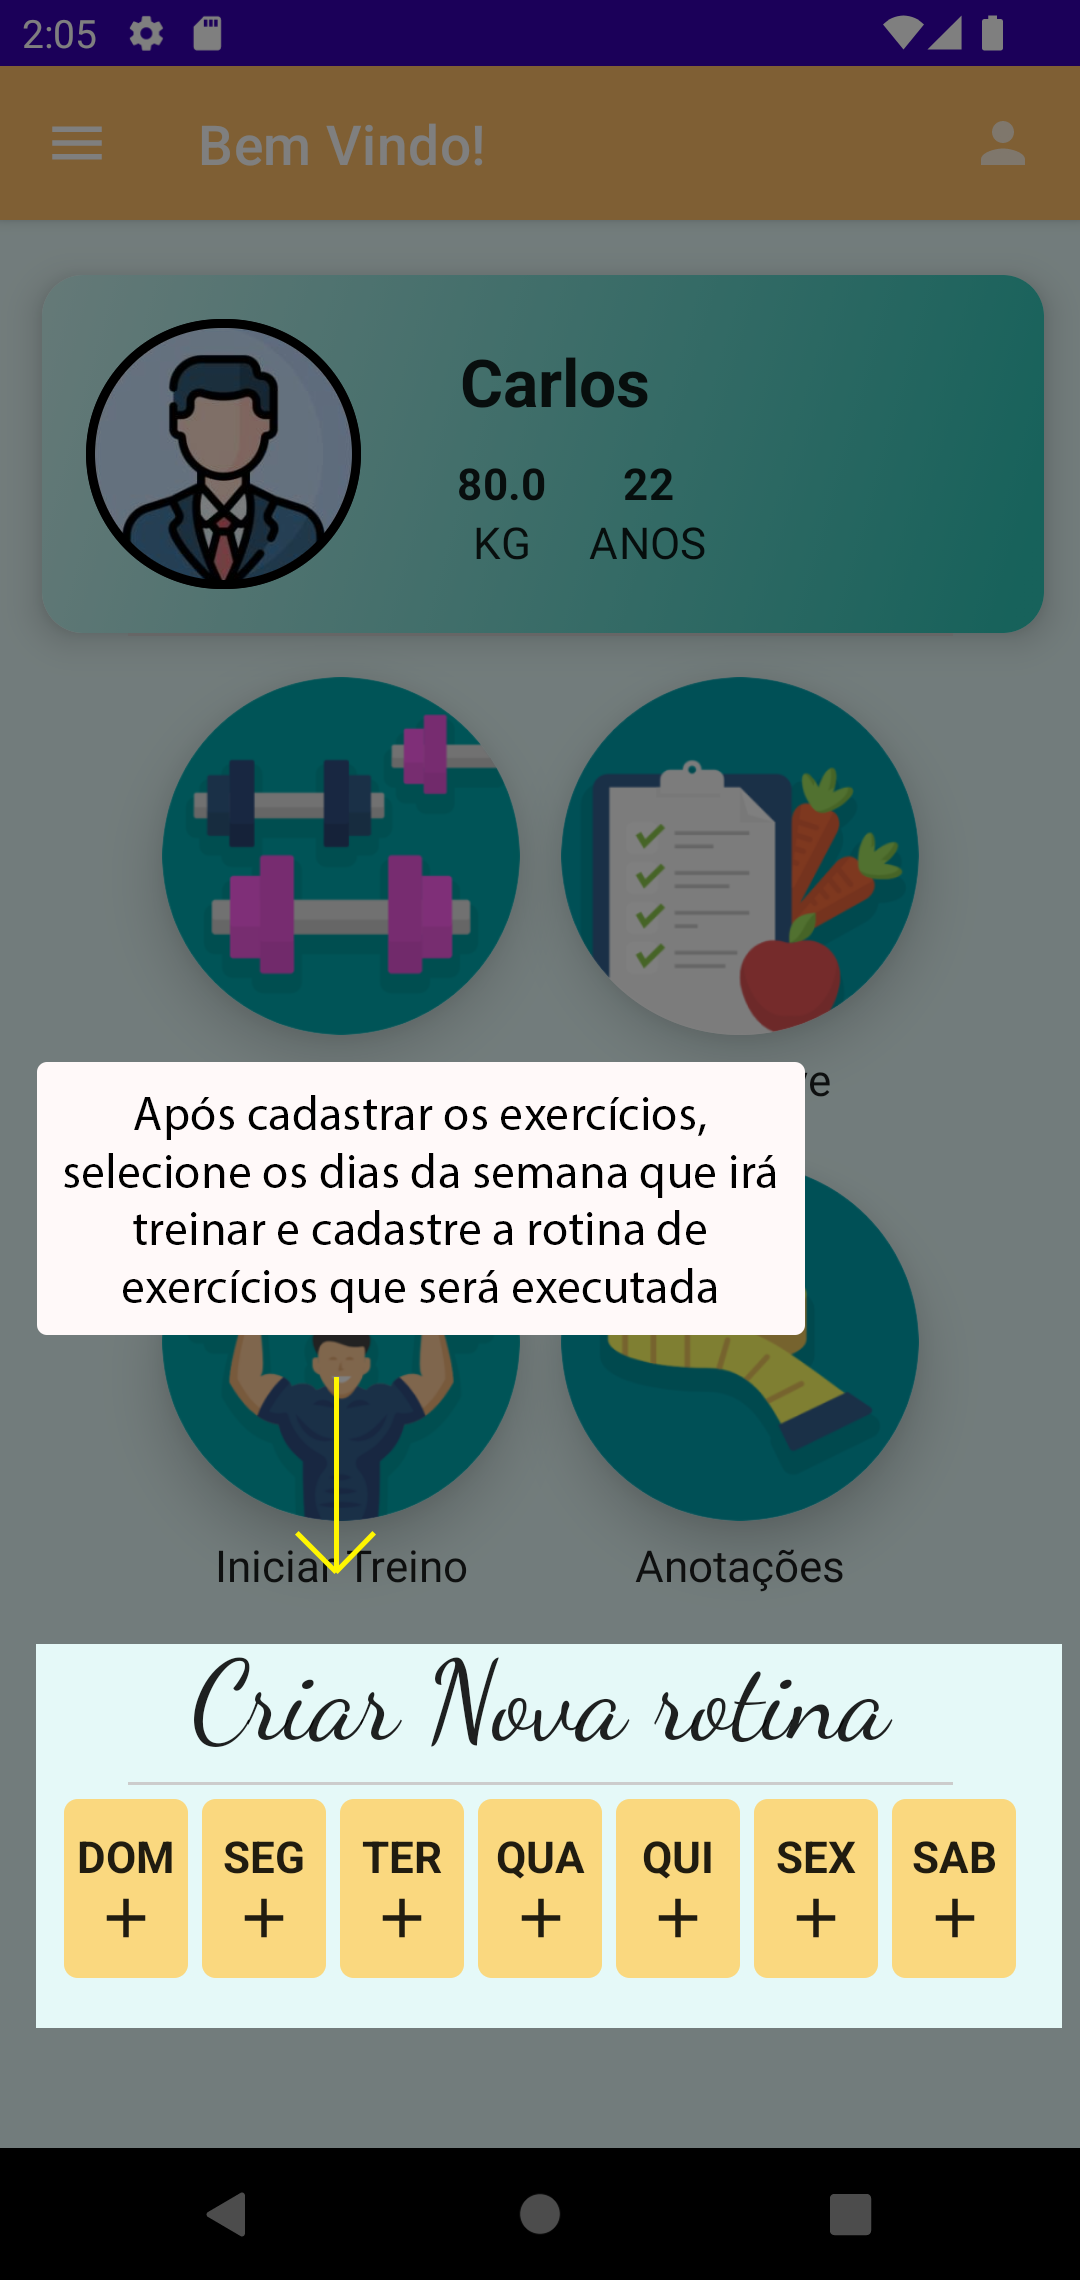 2:05
Bem Vindo!
Carlos
80.0 22
KG ANOS
Após cadastrar os exercícios,
selecione os dias da semana que irá
treinar e cadastre a rotina de
exercícios que será executada
Iniciar Treino Anotações
Criar Nova rotina
DOM SEG TER QUA QUI SEX SAB
+ + + + + + +